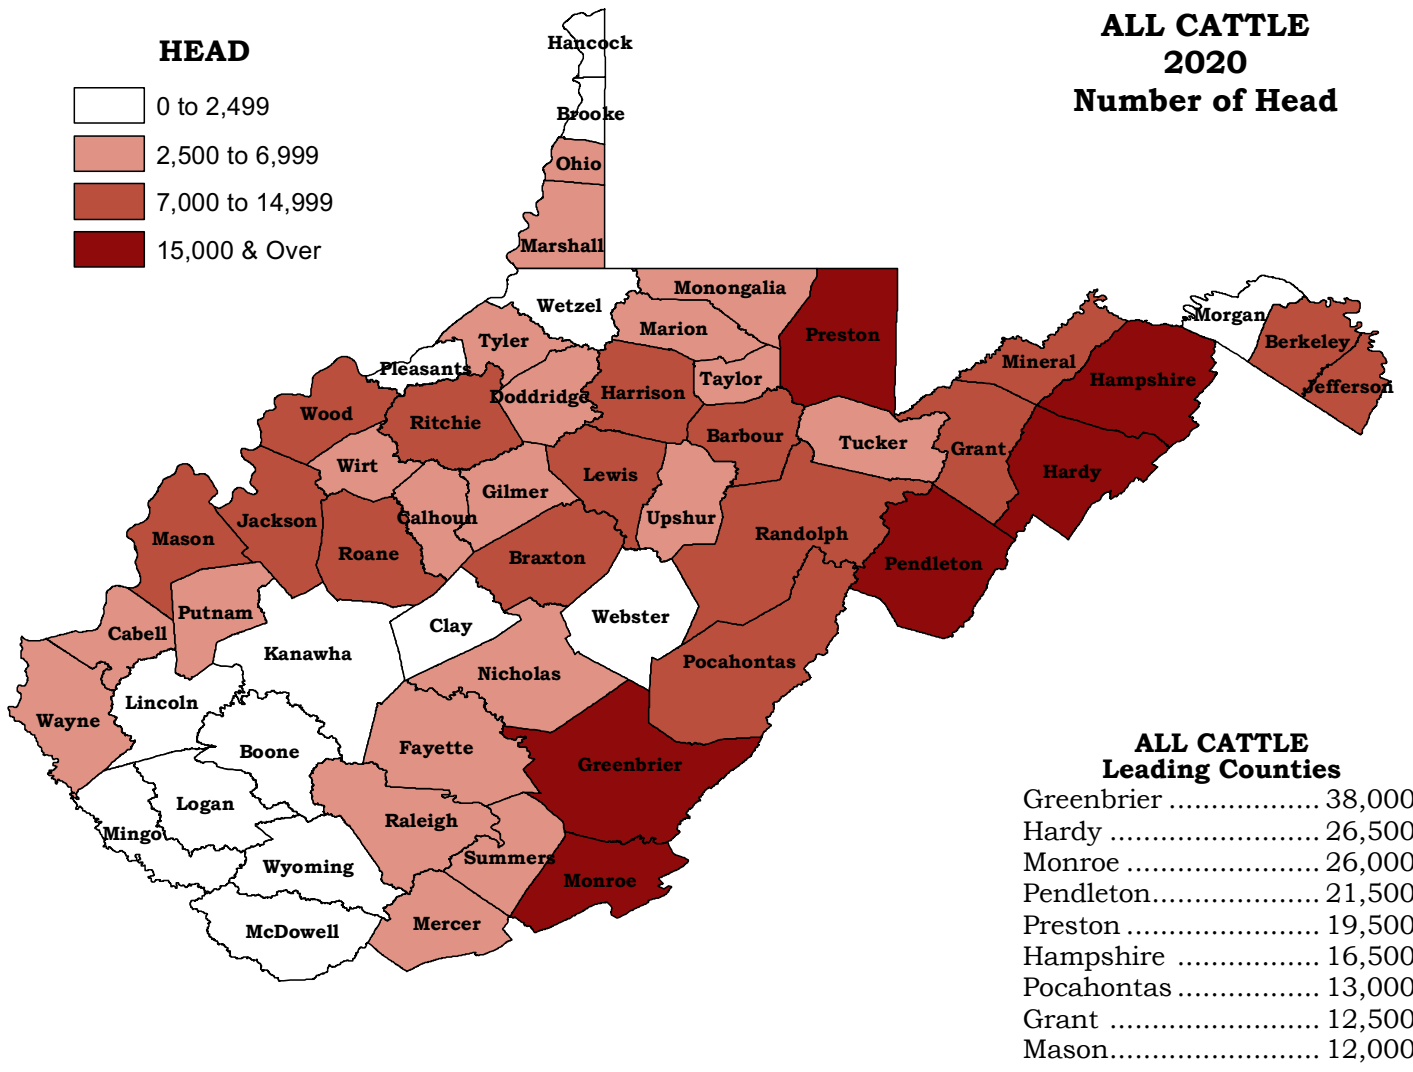 HEAD
0 to 2,499
2,500 to 6,999
7,000 to 14,999
15,000 & Over
ALL CATTLE
2020
Number of Head
Hancock
Brooke
Ohio
Marshall
Wetzel
Monongalia
Marion
Preston
Tyler
Pleasants
Doddridge
Harrison
Taylor
Mineral
Hampshire
Morgan
Berkeley
Jefferson
Wood
Ritchie
Barbour
Tucker
Grant
Hardy
Wirt
Gilmer
Lewis
Upshur
Calhoun
Jackson
Mason
Roane
Braxton
Randolph
Pendleton
Putnam
Cabell
Clay
Webster
Kanawha
Nicholas
Pocahontas
Lincoln
Wayne
Boone
Fayette
Greenbrier
Logan
Raleigh
Mingo
Wyoming
Summers
Monroe
McDowell
Mercer
ALL CATTLE
Leading Counties
Greenbrier .................. 38,000
Hardy ......................... 26,500
Monroe ....................... 26,000
Pendleton.................... 21,500
Preston ....................... 19,500
Hampshire ................. 16,500
Pocahontas ................. 13,000
Grant ......................... 12,500
Mason......................... 12,000